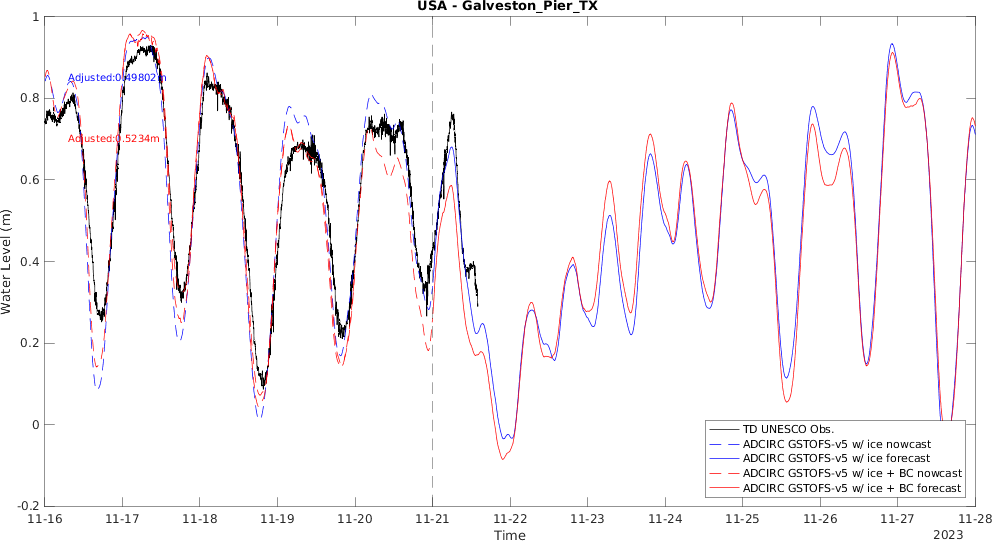 USA - Galveston_Pier_TX
Water Level (m)
1
0.8
0.6
0.4
0.2
0
-0.2
Adjusted:0.49802m
Adjusted:0.5234m
TD UNESCO Obs.
ADCIRC GSTOFS-v5 w/ ice nowcast
ADCIRC GSTOFS-v5 w/ ice forecast
ADCIRC GSTOFS-v5 w/ ice + BC nowcast
ADCIRC GSTOFS-v5 w/ ice + BC forecast
11-16 11-17 11-18 11-19 11-20 11-21 11-22 11-23 11-24 11-25 11-26 11-27 11-28
Time
2023